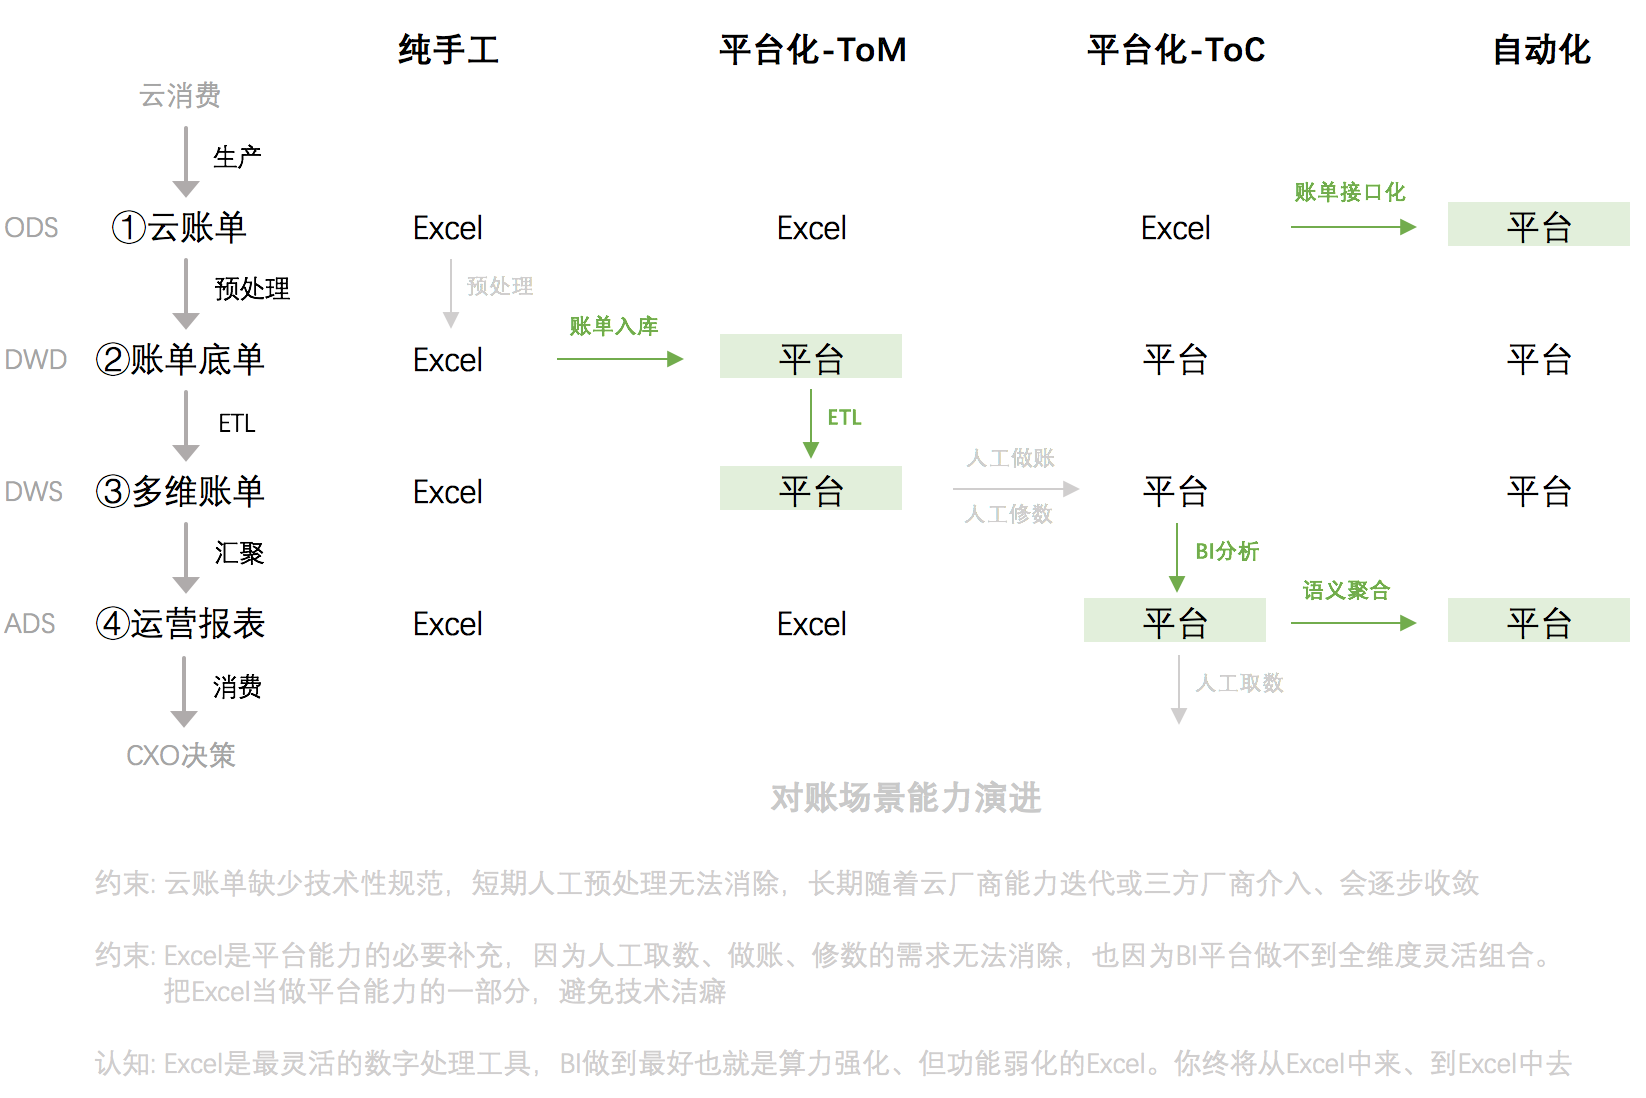 纯手工 平台化-ToM 平台化-ToC 自动化
云消费
生产
账单接口化
ODS ①云账单 Excel Excel Excel 平台
预处理 预处理
账单入库
DWD ②账单底单 Excel 平台 平台 平台
ETL ETL
人工做账
DWS ③多维账单 Excel 平台 平台 平台
人工修数
汇聚 BI分析
语义聚合
ADS ④运营报表 Excel Excel 平台 平台
消费 人工取数
CXO决策
对账场景能力演进
约束: 云账单缺少技术性规范，短期人工预处理无法消除，长期随着云厂商能力迭代或三方厂商介入、会逐步收敛
约束: Excel是平台能力的必要补充，因为人工取数、做账、修数的需求无法消除，也因为BI平台做不到全维度灵活组合。
把Excel当做平台能力的一部分，避免技术洁癖
认知: Excel是最灵活的数字处理工具，BI做到最好也就是算力强化、但功能弱化的Excel。你终将从Excel中来、到Excel中去